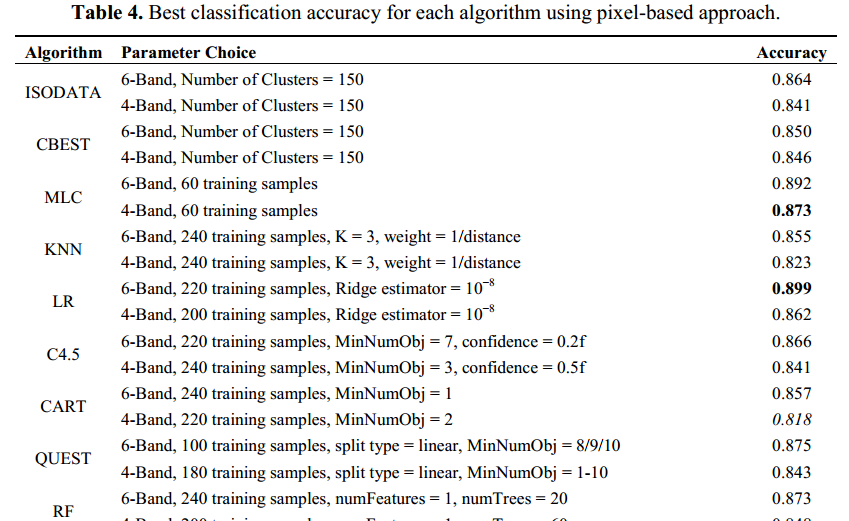 Table 4. Best classification accuracy for each algorithm using pixel-based approach.
Algorithm Parameter Choice Accuracy
ISODATA
6-Band, Number of Clusters = 150 0.864
4-Band, Number of Clusters = 150 0.841
CBEST
6-Band, Number of Clusters = 150 0.850
4-Band, Number of Clusters = 150 0.846
MLC
6-Band, 60 training samples 0.892
4-Band, 60 training samples 0.873
KNN
6-Band, 240 training samples, K = 3, weight = 1/distance 0.855
4-Band, 240 training samples, K = 3, weight = 1/distance 0.823
LR
6-Band, 220 training samples, Ridge estimator = 10⁻⁸ 0.899
4-Band, 200 training samples, Ridge estimator = 10⁻⁸ 0.862
C4.5
6-Band, 220 training samples, MinNumObj = 7, confidence = 0.2f 0.866
4-Band, 240 training samples, MinNumObj = 3, confidence = 0.5f 0.841
CART
6-Band, 240 training samples, MinNumObj = 1 0.857
4-Band, 220 training samples, MinNumObj = 2 0.818
QUEST
6-Band, 100 training samples, split type = linear, MinNumObj = 8/9/10 0.875
4-Band, 180 training samples, split type = linear, MinNumObj = 1-10 0.843
RF
6-Band, 240 training samples, numFeatures = 1, numTrees = 20 0.873